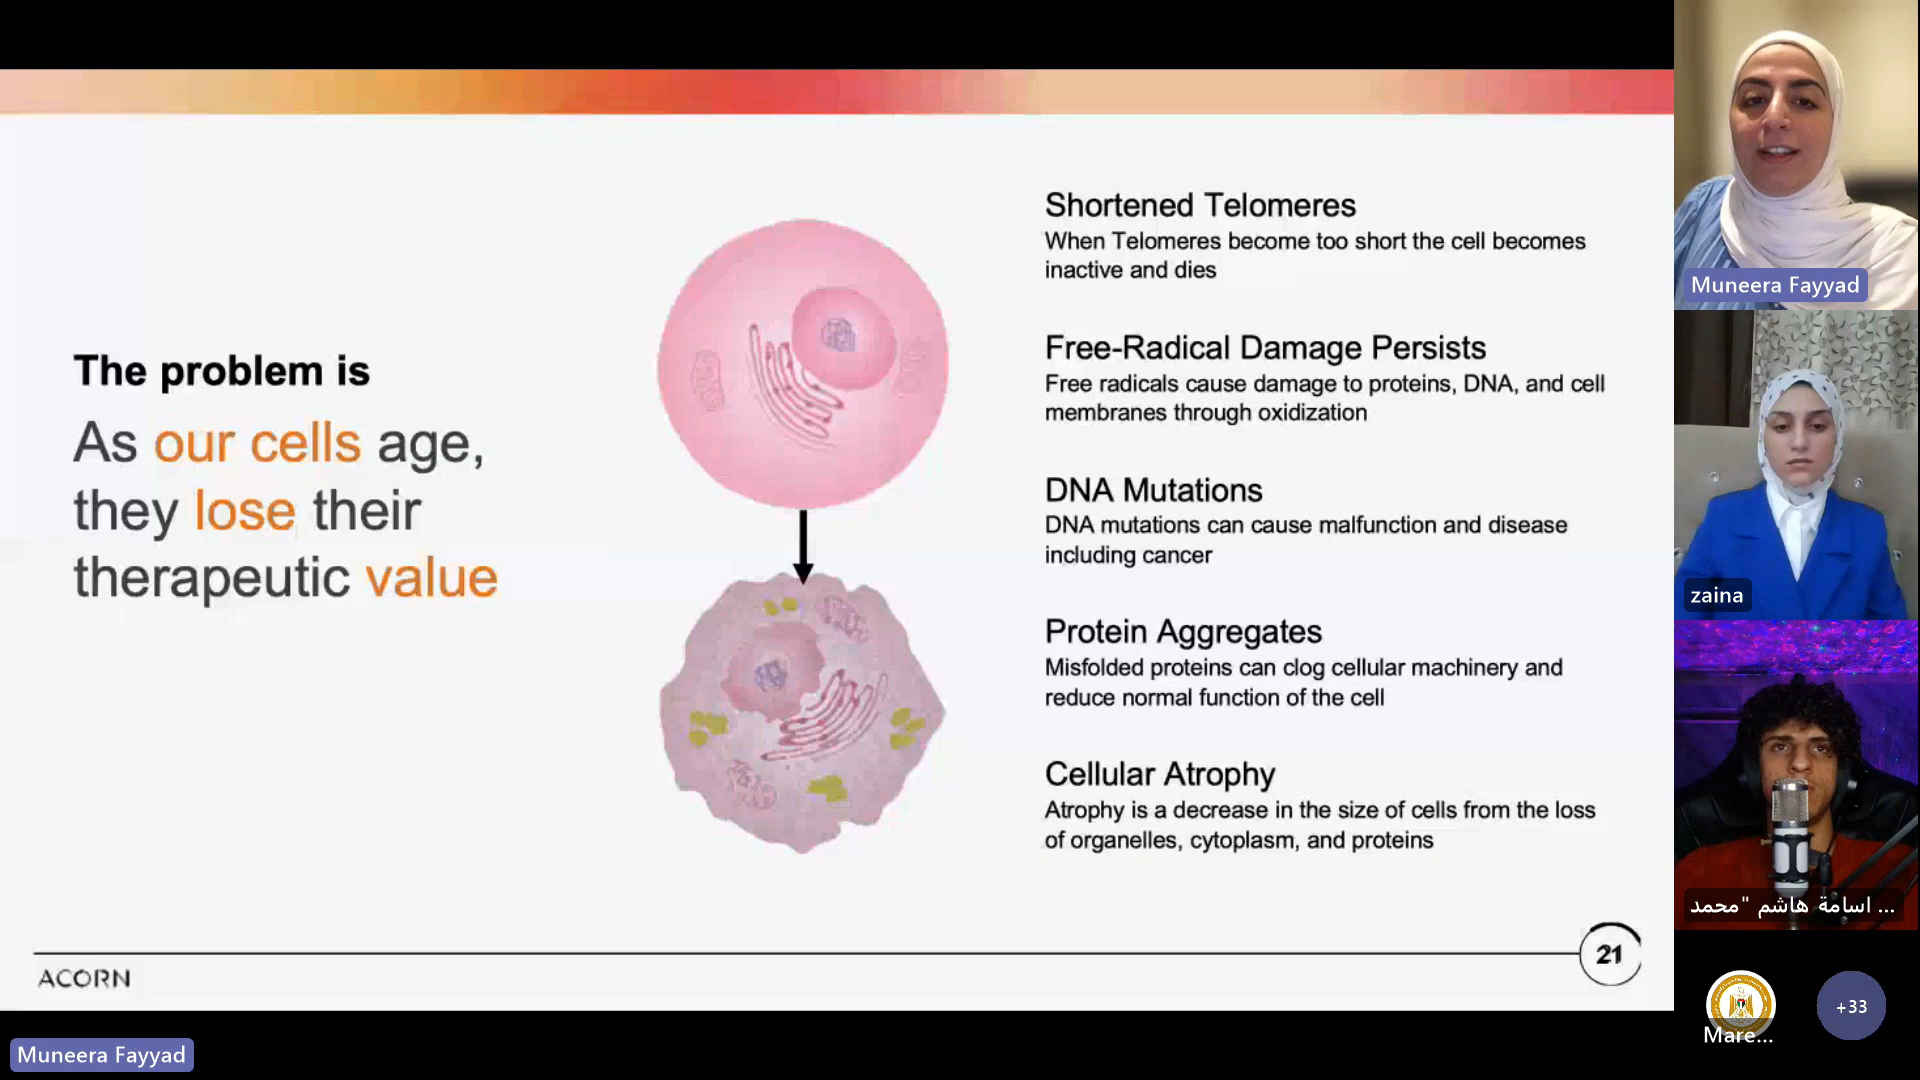 The problem is
As our cells age,
they lose their
therapeutic value
Shortened Telomeres
When Telomeres become too short the cell becomes
inactive and dies
Free-Radical Damage Persists
Free radicals cause damage to proteins, DNA, and cell
membranes through oxidization
DNA Mutations
DNA mutations can cause malfunction and disease
including cancer
Protein Aggregates
Misfolded proteins can clog cellular machinery and
reduce normal function of the cell
Cellular Atrophy
Atrophy is a decrease in the size of cells from the loss
of organelles, cytoplasm, and proteins
ACORN
21
Muneera Fayyad
Muneera Fayyad
zaina
محمد" اسامة هاشم ...
Mare...
+33